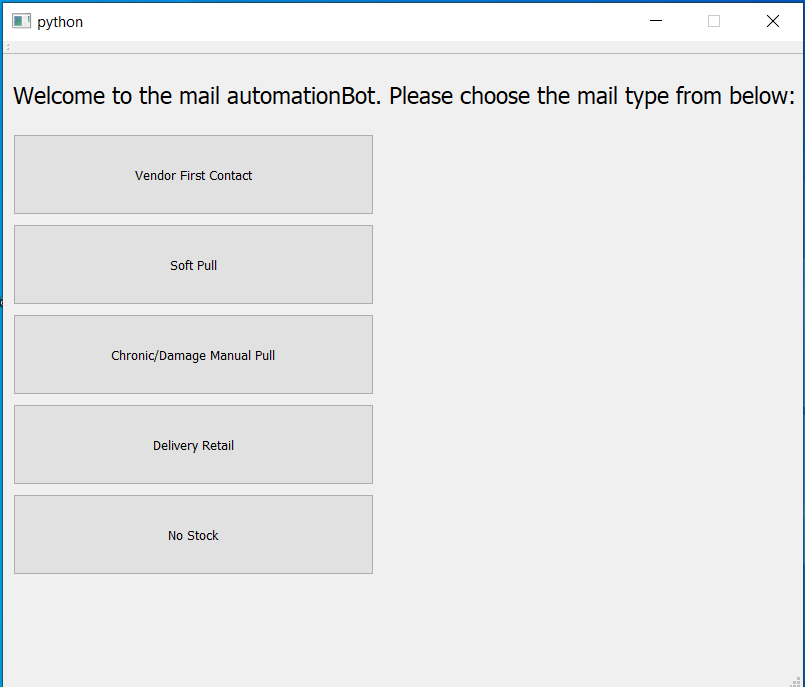 python
Welcome to the mail automationBot. Please choose the mail type from below:
Vendor First Contact
Soft Pull
Chronic/Damage Manual Pull
Delivery Retail
No Stock